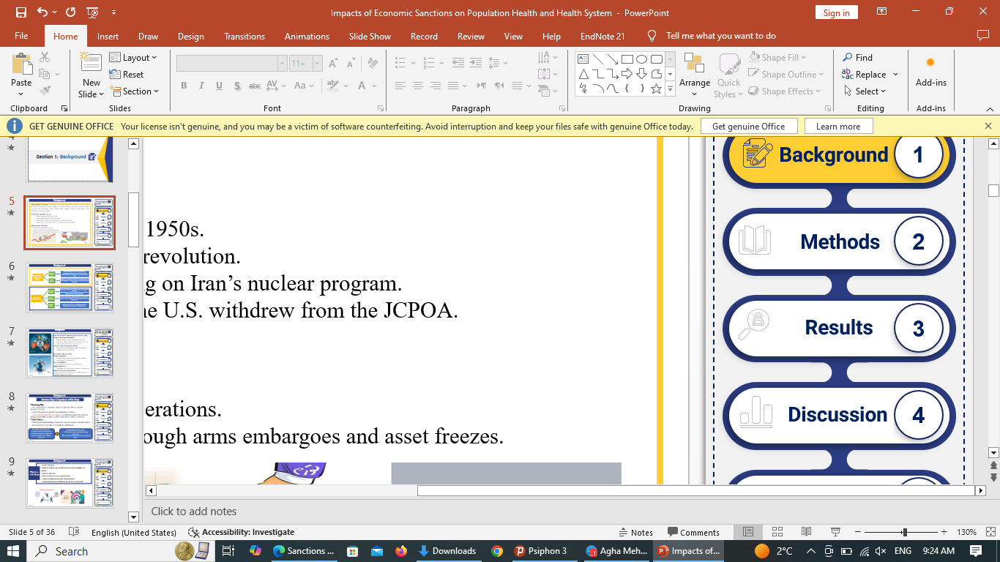 Impacts of Economic Sanctions on Population Health and Health System - PowerPoint
Sign in
File Home Insert Draw Design Transitions Animations Slide Show Record Review View Help EndNote 21 Tell me what you want to do
Paste
Clipboard
New Slide
Layout
Reset
Section
Slides
11+
B I U S abc AV Aa A
Font
Paragraph
Arrange
Quick Styles
Shape Fill
Shape Outline
Shape Effects
Drawing
Find
Replace
Select
Editing
Add-ins
Add-ins
GET GENUINE OFFICE Your license isn't genuine, and you may be a victim of software counterfeiting. Avoid interruption and keep your files safe with genuine Office today. Get genuine Office Learn more
4
Section 1: Background
5
6
7
8
9
1950s.
revolution.
g on Iran’s nuclear program.
ne U.S. withdrew from the JCPOA.
erations.
ough arms embargoes and asset freezes.
Background 1
Methods 2
Results 3
Discussion 4
Click to add notes
Slide 5 of 36 English (United States) Accessibility: Investigate Notes Comments 130%
Search Sanctions ... Downloads Psiphon 3 Agha Meh... Impacts of... 2°C ENG 9:24 AM